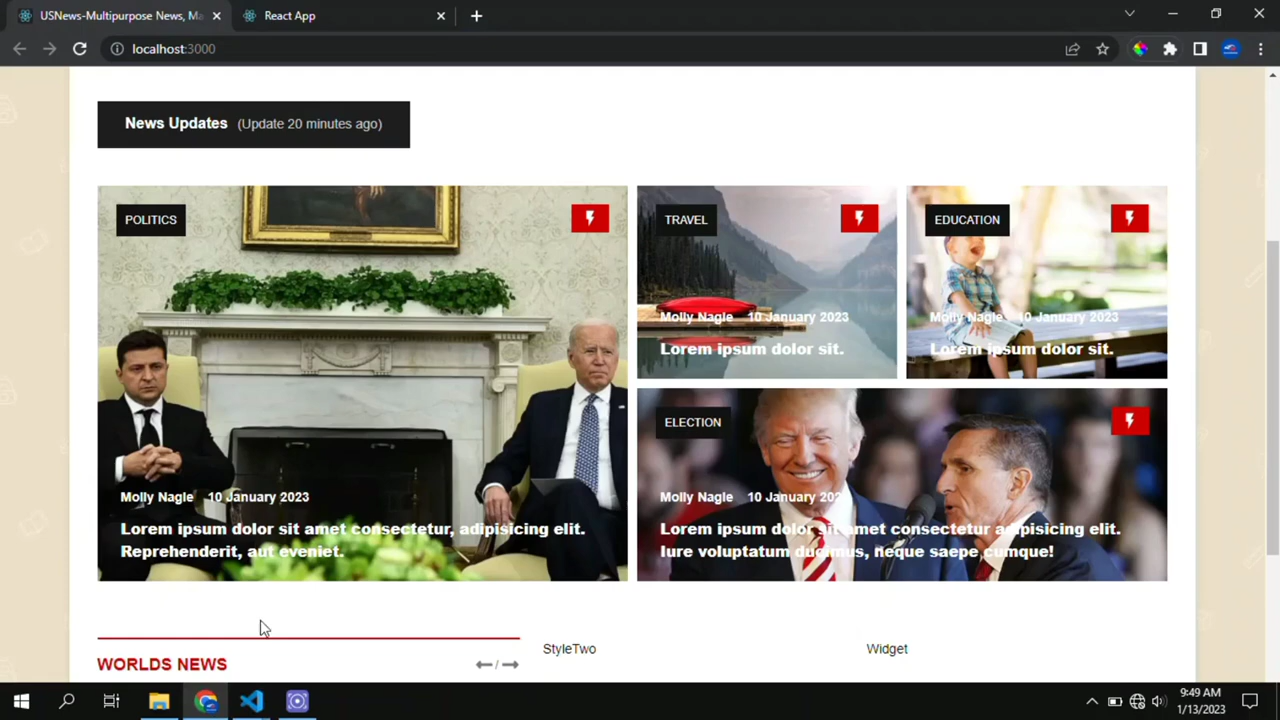 USNews-Multipurpose News, Ma
React App
localhost:3000
News Updates (Update 20 minutes ago)
POLITICS
Molly Nagle 10 January 2023
Lorem ipsum dolor sit amet consectetur, adipisicing elit.
Reprehenderit, aut eveniet.
TRAVEL
Molly Nagle 10 January 2023
Lorem ipsum dolor sit.
EDUCATION
Molly Nagle 10 January 2023
Lorem ipsum dolor sit.
ELECTION
Molly Nagle 10 January 2023
Lorem ipsum dolor sit amet consectetur adipisicing elit.
Iure voluptatum ducimus, neque saepe cumque!
WORLDS NEWS
/
StyleTwo
Widget
9:49 AM
1/13/2023